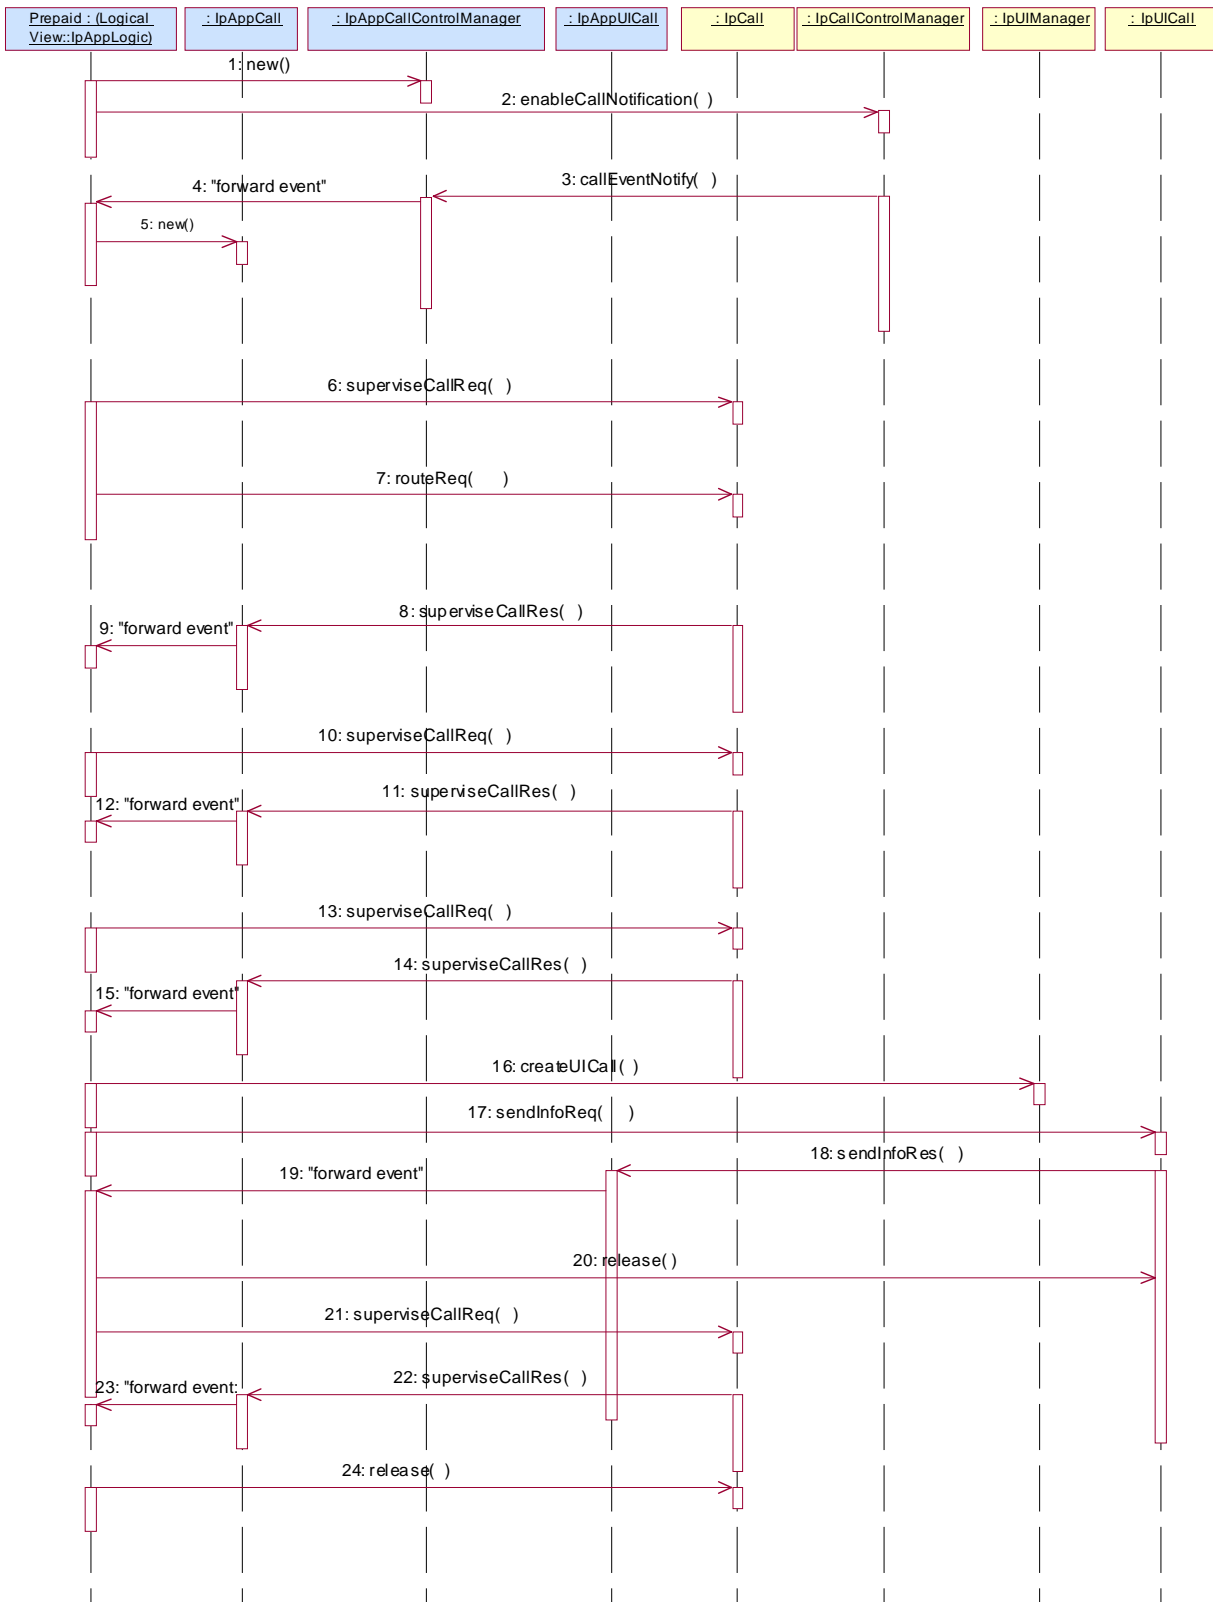 Prepaid : (Logical
View::IpAppLogic)
: IpAppCall
: IpAppCallControlManager
: IpAppUICall
: IpCall
: IpCallControlManager
: IpUIManager
: IpUICall
1: new()
2: enableCallNotification( )
3: callEventNotify( )
4: "forward event"
5: new()
6: superviseCallReq( )
7: routeReq( )
8: superviseCallRes( )
9: "forward event"
10: superviseCallReq( )
11: superviseCallRes( )
12: "forward event"
13: superviseCallReq( )
14: superviseCallRes( )
15: "forward event"
16: createUICall( )
17: sendInfoReq( )
18: sendInfoRes( )
19: "forward event"
20: release( )
21: superviseCallReq( )
22: superviseCallRes( )
23: "forward event:
24: release( )